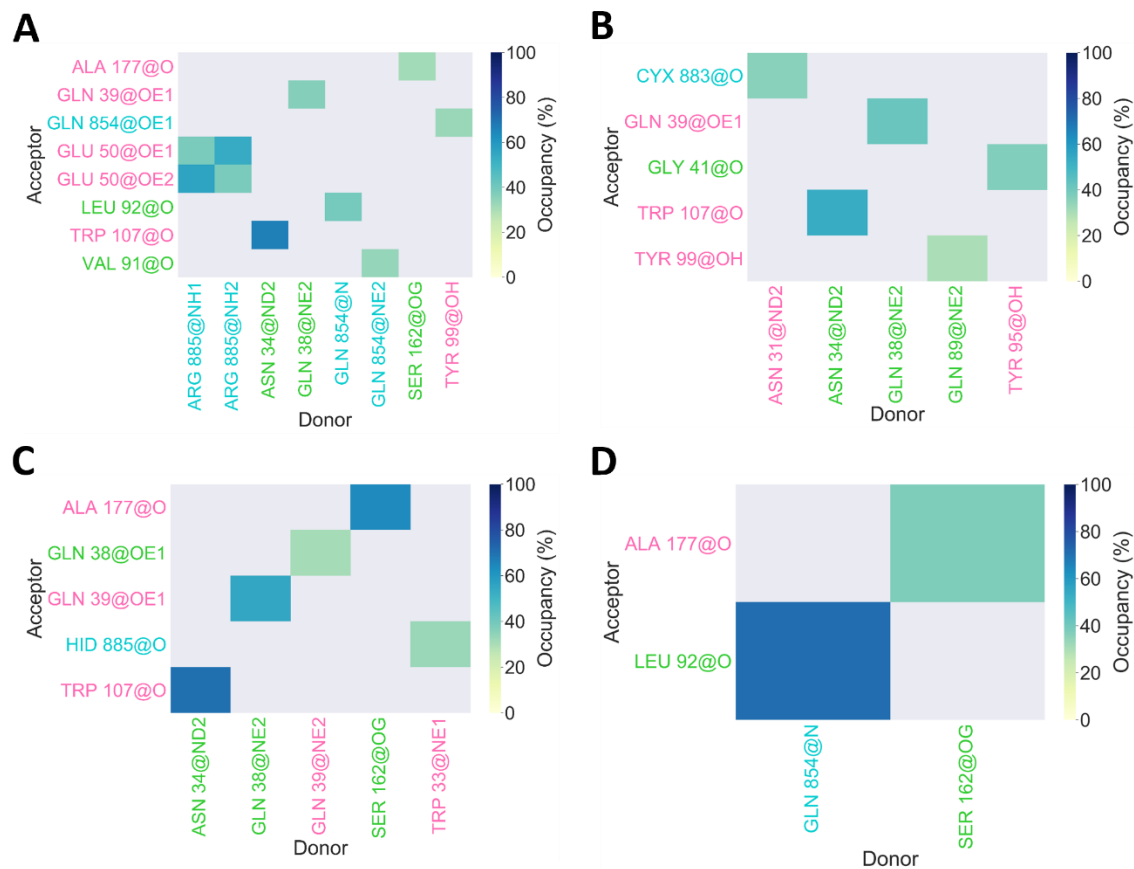 A
Acceptor
ALA 177@O
GLN 39@OE1
GLN 854@OE1
GLU 50@OE1
GLU 50@OE2
LEU 92@O
TRP 107@O
VAL 91@O
ARG 885@NH1
ARG 885@NH2
ASN 34@ND2
GLN 38@NE2
GLN 854@N
GLN 854@NE2
SER 162@OG
TYR 99@OH
Donor
100
80
60
40
20
0
Occupancy (%)
B
Acceptor
CYX 883@O
GLN 39@OE1
GLY 41@O
TRP 107@O
TYR 99@OH
ASN 31@ND2
ASN 34@ND2
GLN 38@NE2
GLN 89@NE2
TYR 95@OH
Donor
100
80
60
40
20
0
Occupancy (%)
C
Acceptor
ALA 177@O
GLN 38@OE1
GLN 39@OE1
HID 885@O
TRP 107@O
ASN 34@ND2
GLN 38@NE2
GLN 39@NE2
SER 162@OG
TRP 33@NE1
Donor
100
80
60
40
20
0
Occupancy (%)
D
Acceptor
ALA 177@O
LEU 92@O
GLN 854@N
SER 162@OG
Donor
100
80
60
40
20
0
Occupancy (%)